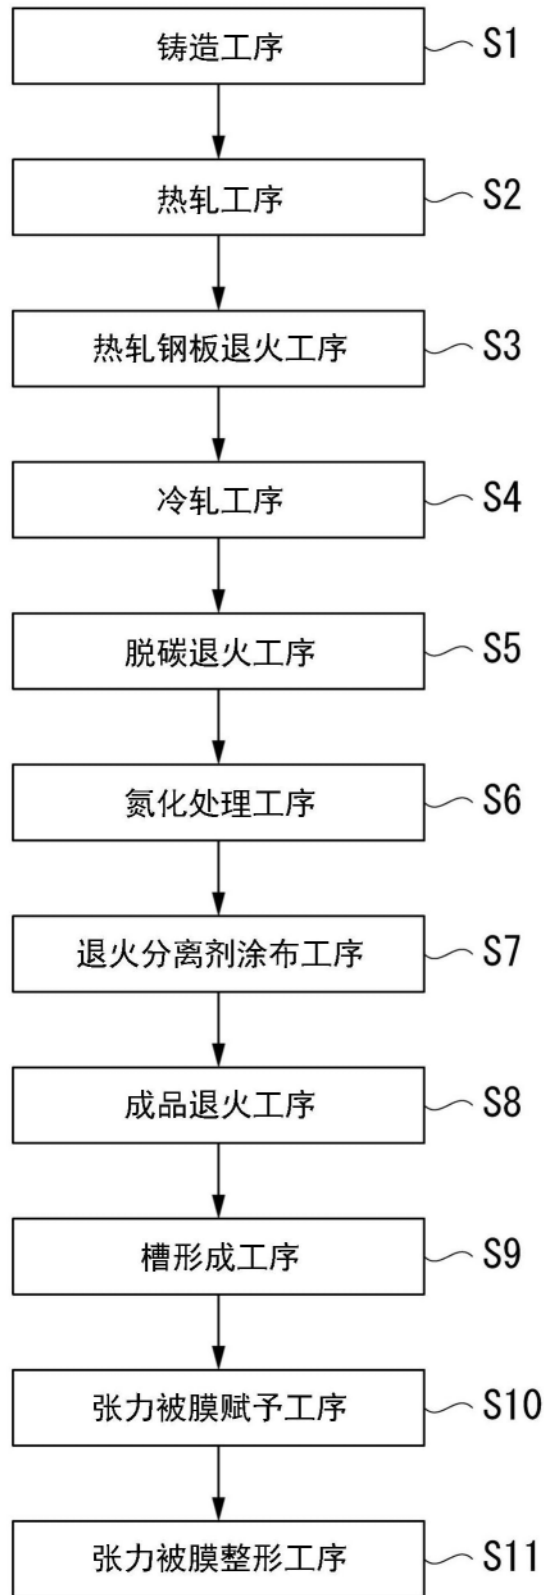 铸造工序 S1
热轧工序 S2
热轧钢板退火工序 S3
冷轧工序 S4
脱碳退火工序 S5
氮化处理工序 S6
退火分离剂涂布工序 S7
成品退火工序 S8
槽形成工序 S9
张力被膜赋予工序 S10
张力被膜整形工序 S11